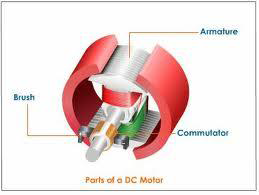 Armature
Brush
Commutator
Parts of a DC Motor